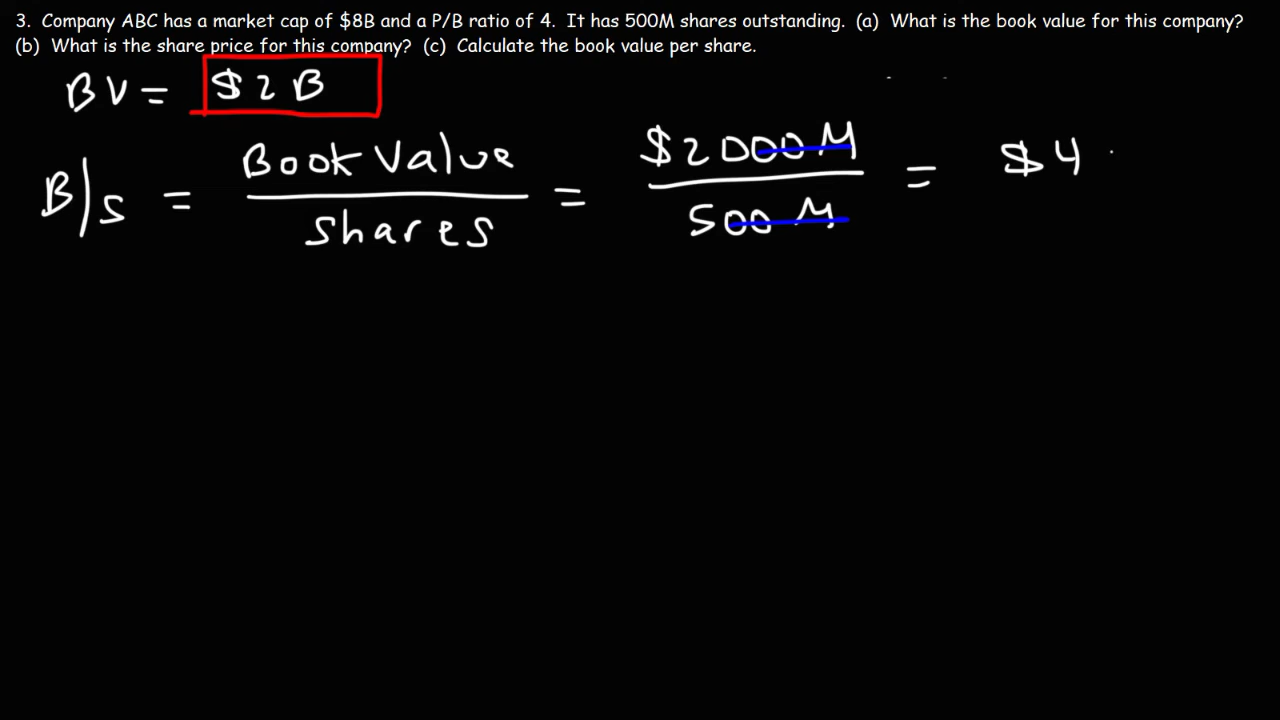 3. Company ABC has a market cap of $8B and a P/B ratio of 4. It has 500M shares outstanding. (a) What is the book value for this company?
(b) What is the share price for this company? (c) Calculate the book value per share.
BV = $2 B
B/s = Book Value / Shares = $2000M / 500M = $4